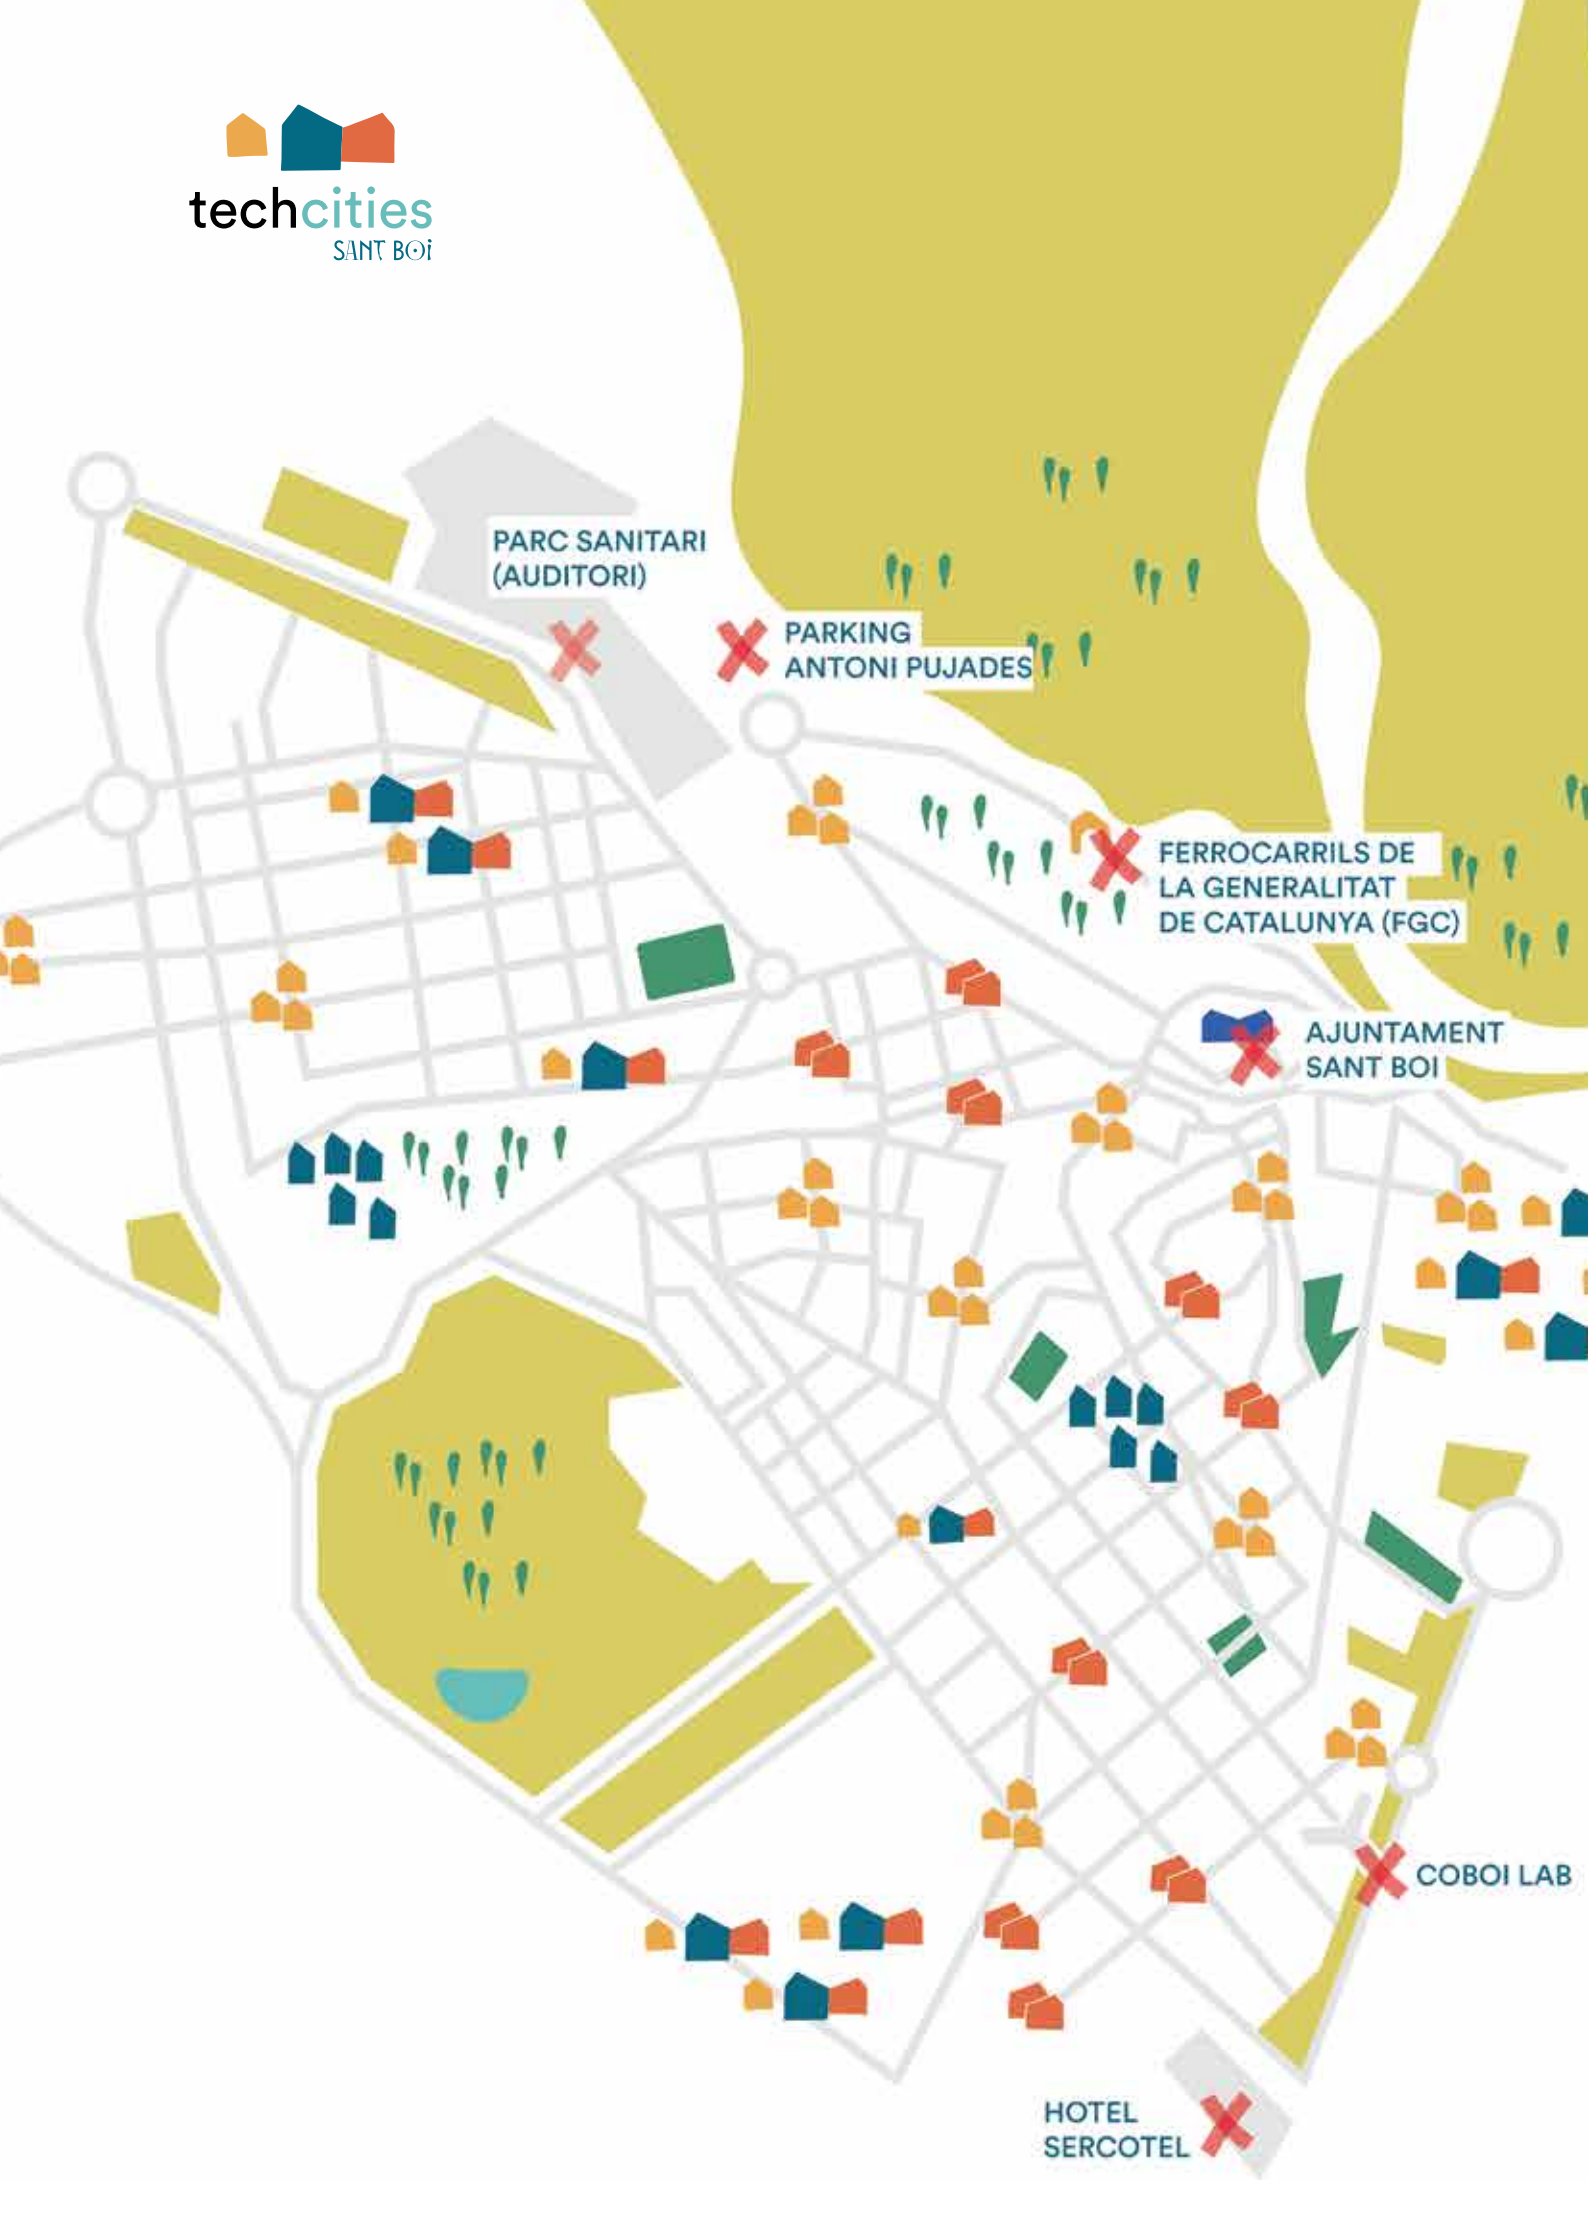 techcities
SANT BOI
PARC SANITARI
(AUDITORI)
PARKING
ANTONI PUJADES
FERROCARRILS DE
LA GENERALITAT
DE CATALUNYA (FGC)
AJUNTAMENT
SANT BOI
COBOI LAB
HOTEL
SERCOTEL